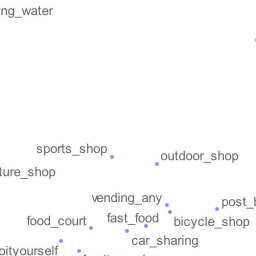 ng_water
sports_shop
outdoor_shop
ture_shop
vending_any
post_b
food_court
fast_food
bicycle_shop
car_sharing
oityourself